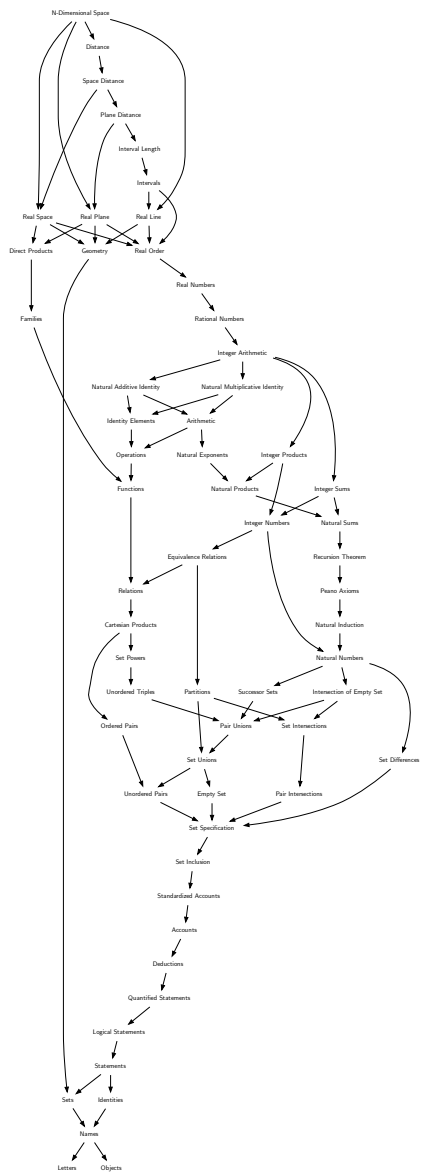 N-Dimensional Space
Distance
Space Distance
Plane Distance
Interval Length
Intervals
Real Space
Real Plane
Real Line
Direct Products
Geometry
Real Order
Real Numbers
Families
Rational Numbers
Integer Arithmetic
Natural Additive Identity
Natural Multiplicative Identity
Identity Elements
Arithmetic
Operations
Natural Exponents
Integer Products
Functions
Natural Products
Integer Sums
Integer Numbers
Natural Sums
Equivalence Relations
Recursion Theorem
Relations
Peano Axioms
Cartesian Products
Natural Induction
Set Powers
Natural Numbers
Unordered Triples
Partitions
Successor Sets
Intersection of Empty Set
Ordered Pairs
Pair Unions
Set Intersections
Set Unions
Set Differences
Unordered Pairs
Empty Set
Pair Intersections
Set Specification
Set Inclusion
Standardized Accounts
Accounts
Deductions
Quantified Statements
Logical Statements
Statements
Sets
Identities
Names
Letters
Objects